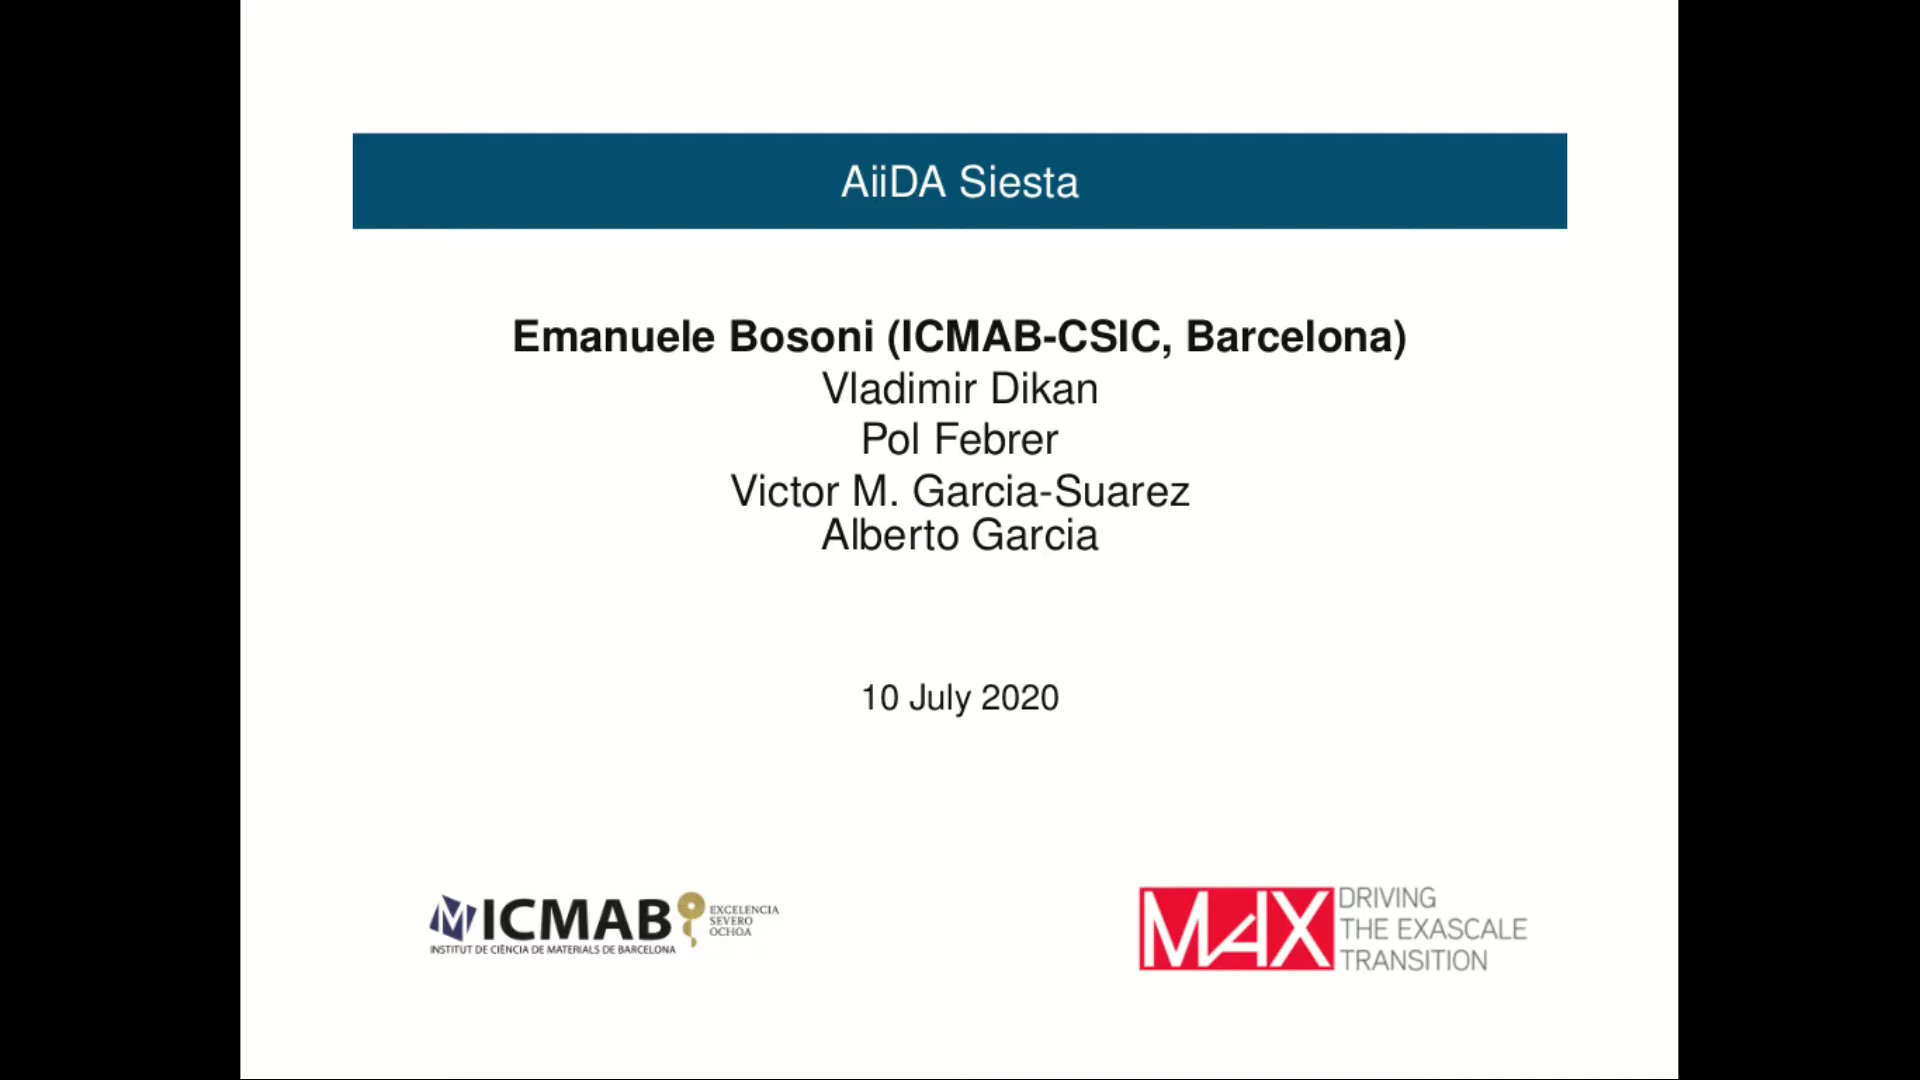 AiiDA Siesta
Emanuele Bosoni (ICMAB-CSIC, Barcelona)
Vladimir Dikan
Pol Febrer
Victor M. Garcia-Suarez
Alberto Garcia
10 July 2020
ICMAB
INSTITUT DE CIÈNCIA DE MATERIALS DE BARCELONA
EXCELENCIA
SEVERO
OCHOA
MAX
DRIVING
THE EXASCALE
TRANSITION